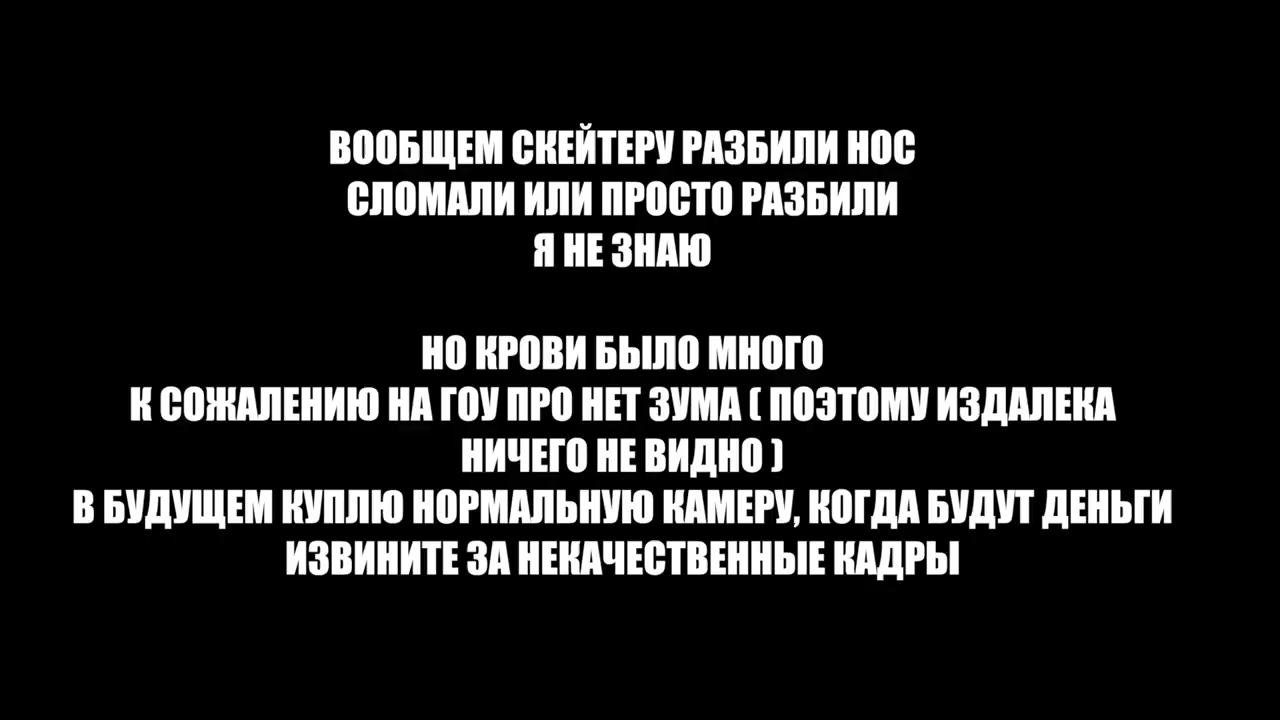 ВООБЩЕМ СКЕЙТЕРУ РАЗБИЛИ НОС
СЛОМАЛИ ИЛИ ПРОСТО РАЗБИЛИ
Я НЕ ЗНАЮ
НО КРОВИ БЫЛО МНОГО
К СОЖАЛЕНИЮ НА ГОУ ПРО НЕТ ЗУМА ( ПОЭТОМУ ИЗДАЛЕКА
НИЧЕГО НЕ ВИДНО )
В БУДУЩЕМ КУПЛЮ НОРМАЛЬНУЮ КАМЕРУ, КОГДА БУДУТ ДЕНЬГИ
ИЗВИНИТЕ ЗА НЕКАЧЕСТВЕННЫЕ КАДРЫ